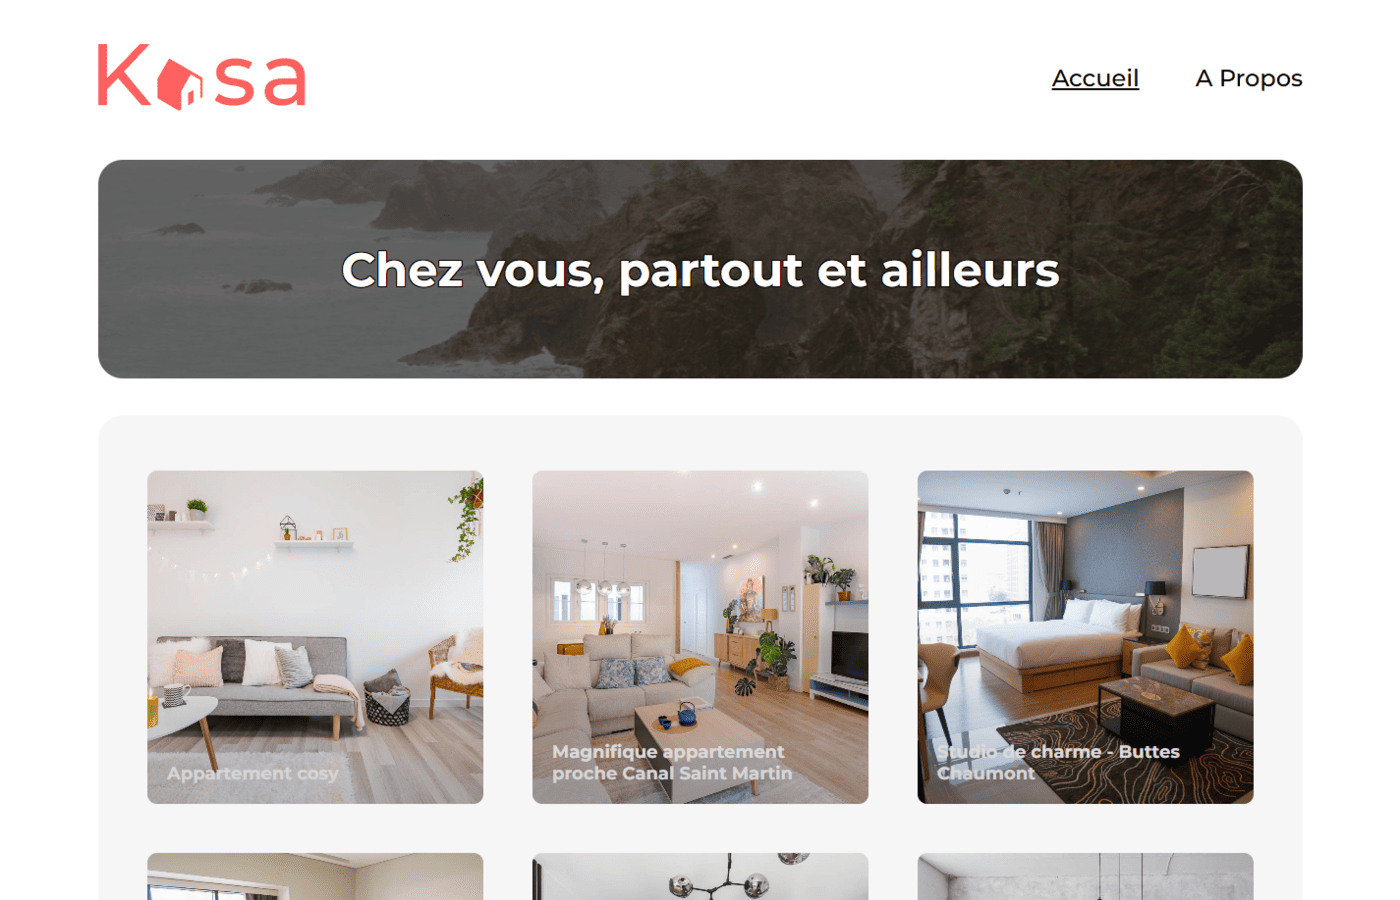 Kasa
Accueil
A Propos
Chez vous, partout et ailleurs
Appartement cosy
Magnifique appartement
proche Canal Saint Martin
Studio de charme - Buttes
Chaumont